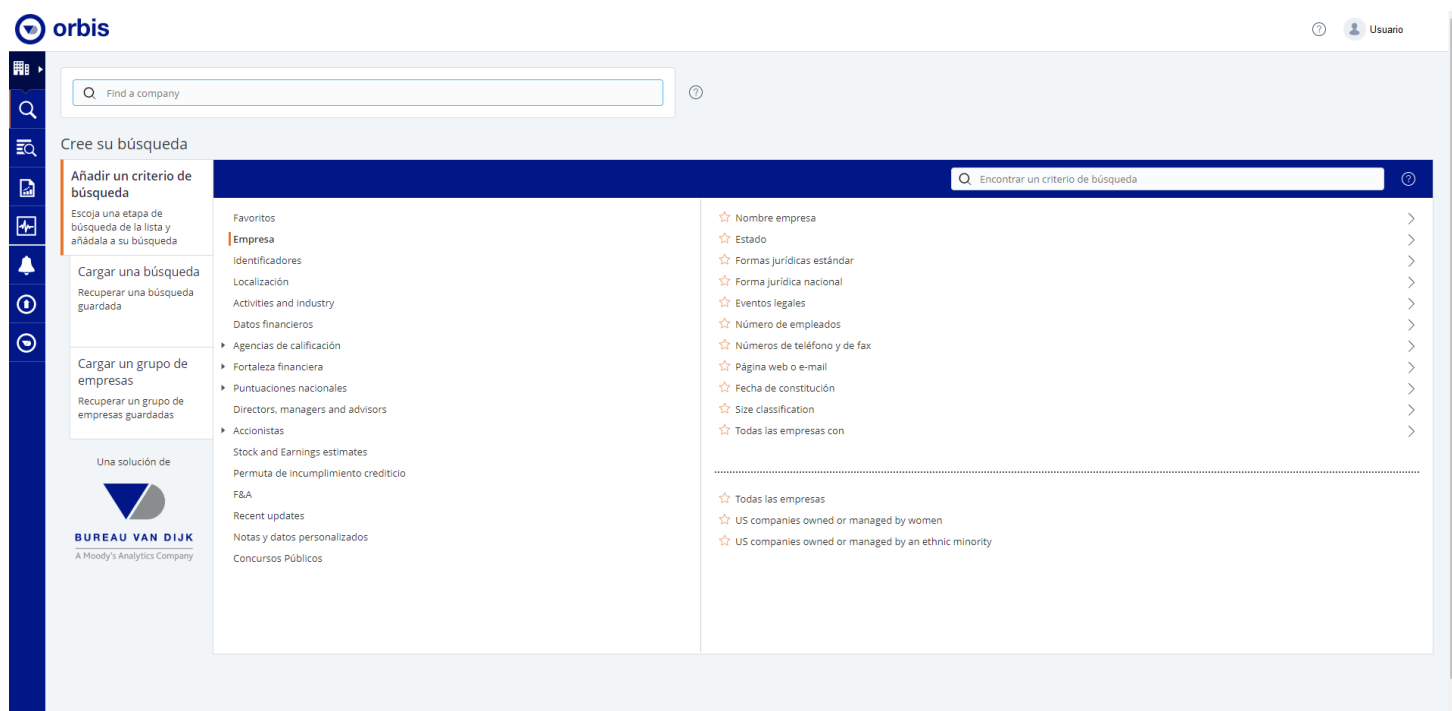 orbis
Usuario
Find a company
Cree su búsqueda
Añadir un criterio de
búsqueda
Escoja una etapa de
búsqueda de la lista y
añádala a su búsqueda
Cargar una búsqueda
Recuperar una búsqueda
guardada
Cargar un grupo de
empresas
Recuperar un grupo de
empresas guardadas
Una solución de
BUREAU VAN DIJK
A Moody's Analytics Company
Encontrar un criterio de búsqueda
Favoritos
Empresa
Identificadores
Localización
Activities and industry
Datos financieros
Agencias de calificación
Fortaleza financiera
Puntuaciones nacionales
Directors, managers and advisors
Accionistas
Stock and Earnings estimates
Permuta de incumplimiento crediticio
F&A
Recent updates
Notas y datos personalizados
Concursos Públicos
Nombre empresa
Estado
Formas jurídicas estándar
Forma jurídica nacional
Eventos legales
Número de empleados
Números de teléfono y de fax
Página web o e-mail
Fecha de constitución
Size classification
Todas las empresas con
Todas las empresas
US companies owned or managed by women
US companies owned or managed by an ethnic minority